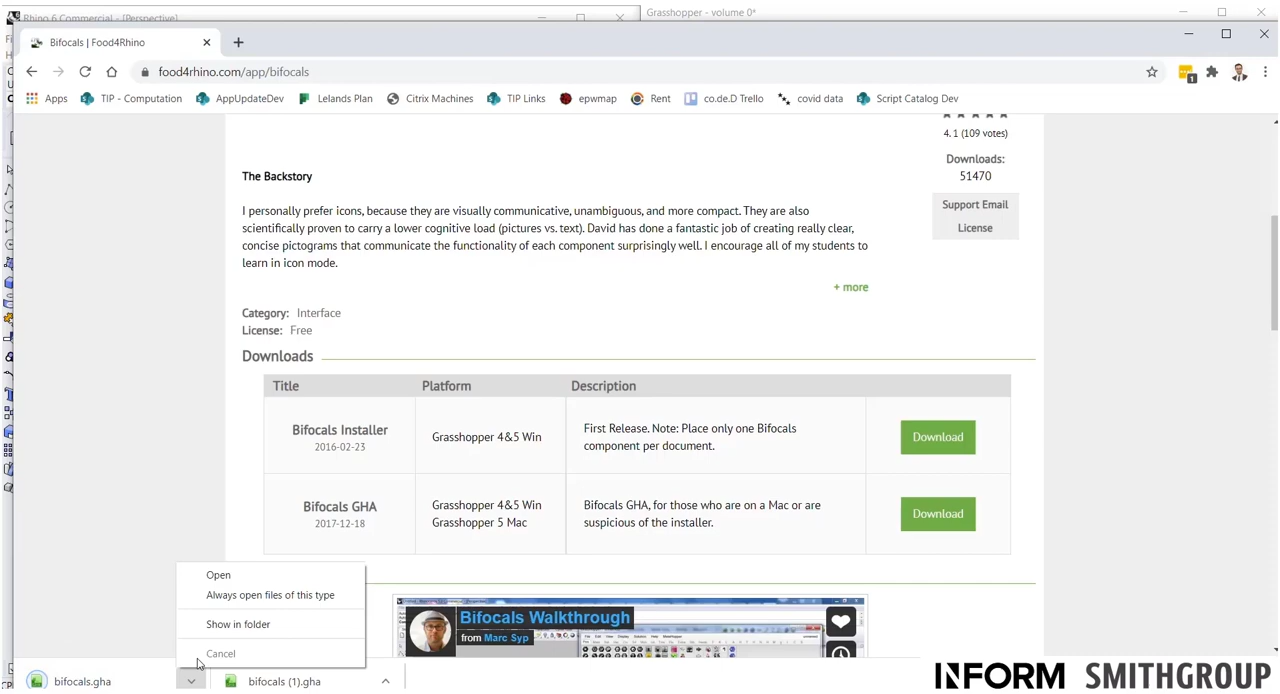 Rhino 6 Commercial - [Perspective]
Grasshopper - volume 0*
Bifocals | Food4Rhino
food4rhino.com/app/bifocals
1
Apps
TIP - Computation
AppUpdateDev
Lelands Plan
Citrix Machines
TIP Links
epwmap
Rent
co.de.D Trello
covid data
Script Catalog Dev
4.1 (109 votes)
Downloads:
51470
Support Email
License
The Backstory
I personally prefer icons, because they are visually communicative, unambiguous, and more compact. They are also
scientifically proven to carry a lower cognitive load (pictures vs. text). David has done a fantastic job of creating really clear,
concise pictograms that communicate the functionality of each component surprisingly well. I encourage all of my students to
learn in icon mode.
+ more
Category: Interface
License: Free
Downloads
Title Platform Description
Bifocals Installer
2016-02-23
Grasshopper 4&5 Win
First Release. Note: Place only one Bifocals
component per document.
Download
Bifocals GHA
2017-12-18
Grasshopper 4&5 Win
Grasshopper 5 Mac
Bifocals GHA, for those who are on a Mac or are
suspicious of the installer.
Download
Open
Always open files of this type
Show in folder
Cancel
Bifocals Walkthrough
from Marc Syp
bifocals.gha
bifocals (1).gha
INFORM SMITHGROUP